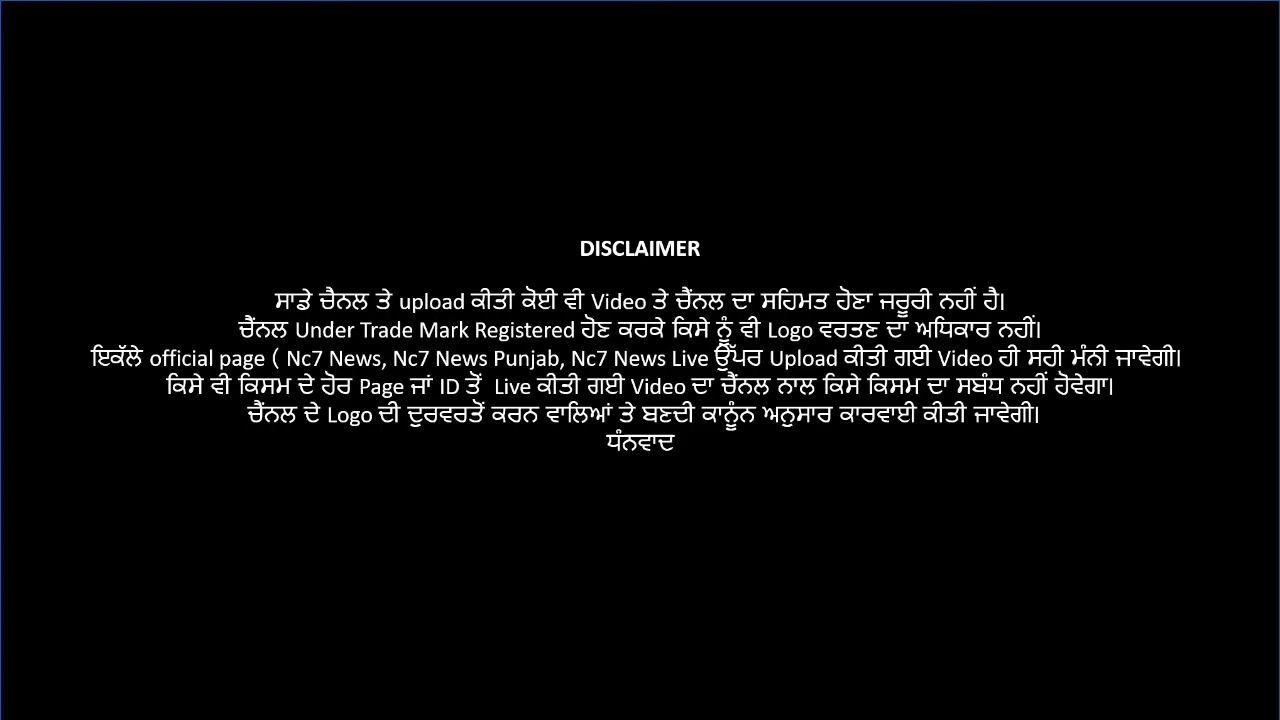 DISCLAIMER
ਸਾਡੇ ਚੈਨਲ ਤੇ upload ਕੀਤੀ ਕੋਈ ਵੀ Video ਤੇ ਚੈਂਨਲ ਦਾ ਸਹਿਮਤ ਹੋਣਾ ਜਰੂਰੀ ਨਹੀਂ ਹੈ।
ਚੈਂਨਲ Under Trade Mark Registered ਹੋਣ ਕਰਕੇ ਕਿਸੇ ਨੂੰ ਵੀ Logo ਵਰਤਣ ਦਾ ਅਧਿਕਾਰ ਨਹੀਂ।
ਇਕੱਲੇ official page ( Nc7 News, Nc7 News Punjab, Nc7 News Live ਉੱਪਰ Upload ਕੀਤੀ ਗਈ Video ਹੀ ਸਹੀ ਮੰਨੀ ਜਾਵੇਗੀ।
ਕਿਸੇ ਵੀ ਕਿਸਮ ਦੇ ਹੋਰ Page ਜਾਂ ID ਤੋਂ Live ਕੀਤੀ ਗਈ Video ਦਾ ਚੈਂਨਲ ਨਾਲ ਕਿਸੇ ਕਿਸਮ ਦਾ ਸਬੰਧ ਨਹੀਂ ਹੋਵੇਗਾ।
ਚੈਂਨਲ ਦੇ Logo ਦੀ ਦੁਰਵਰਤੋਂ ਕਰਨ ਵਾਲਿਆਂ ਤੇ ਬਣਦੀ ਕਾਨੂੰਨ ਅਨੁਸਾਰ ਕਾਰਵਾਈ ਕੀਤੀ ਜਾਵੇਗੀ।
ਧੰਨਵਾਦ